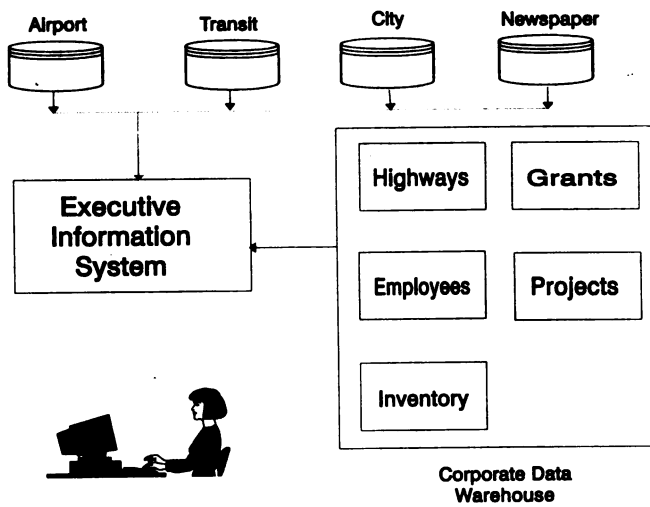 Airport
Transit
City
Newspaper
Executive
Information
System
Highways
Grants
Employees
Projects
Inventory
Corporate Data
Warehouse